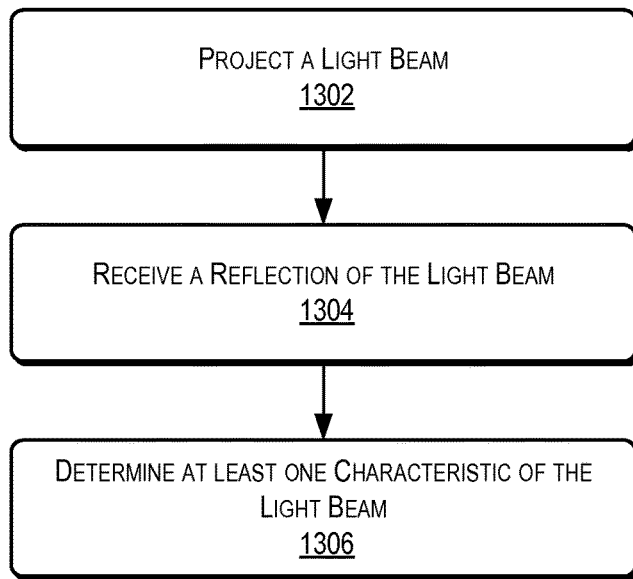 PROJECT A LIGHT BEAM
1302
RECEIVE A REFLECTION OF THE LIGHT BEAM
1304
DETERMINE AT LEAST ONE CHARACTERISTIC OF THE
LIGHT BEAM
1306